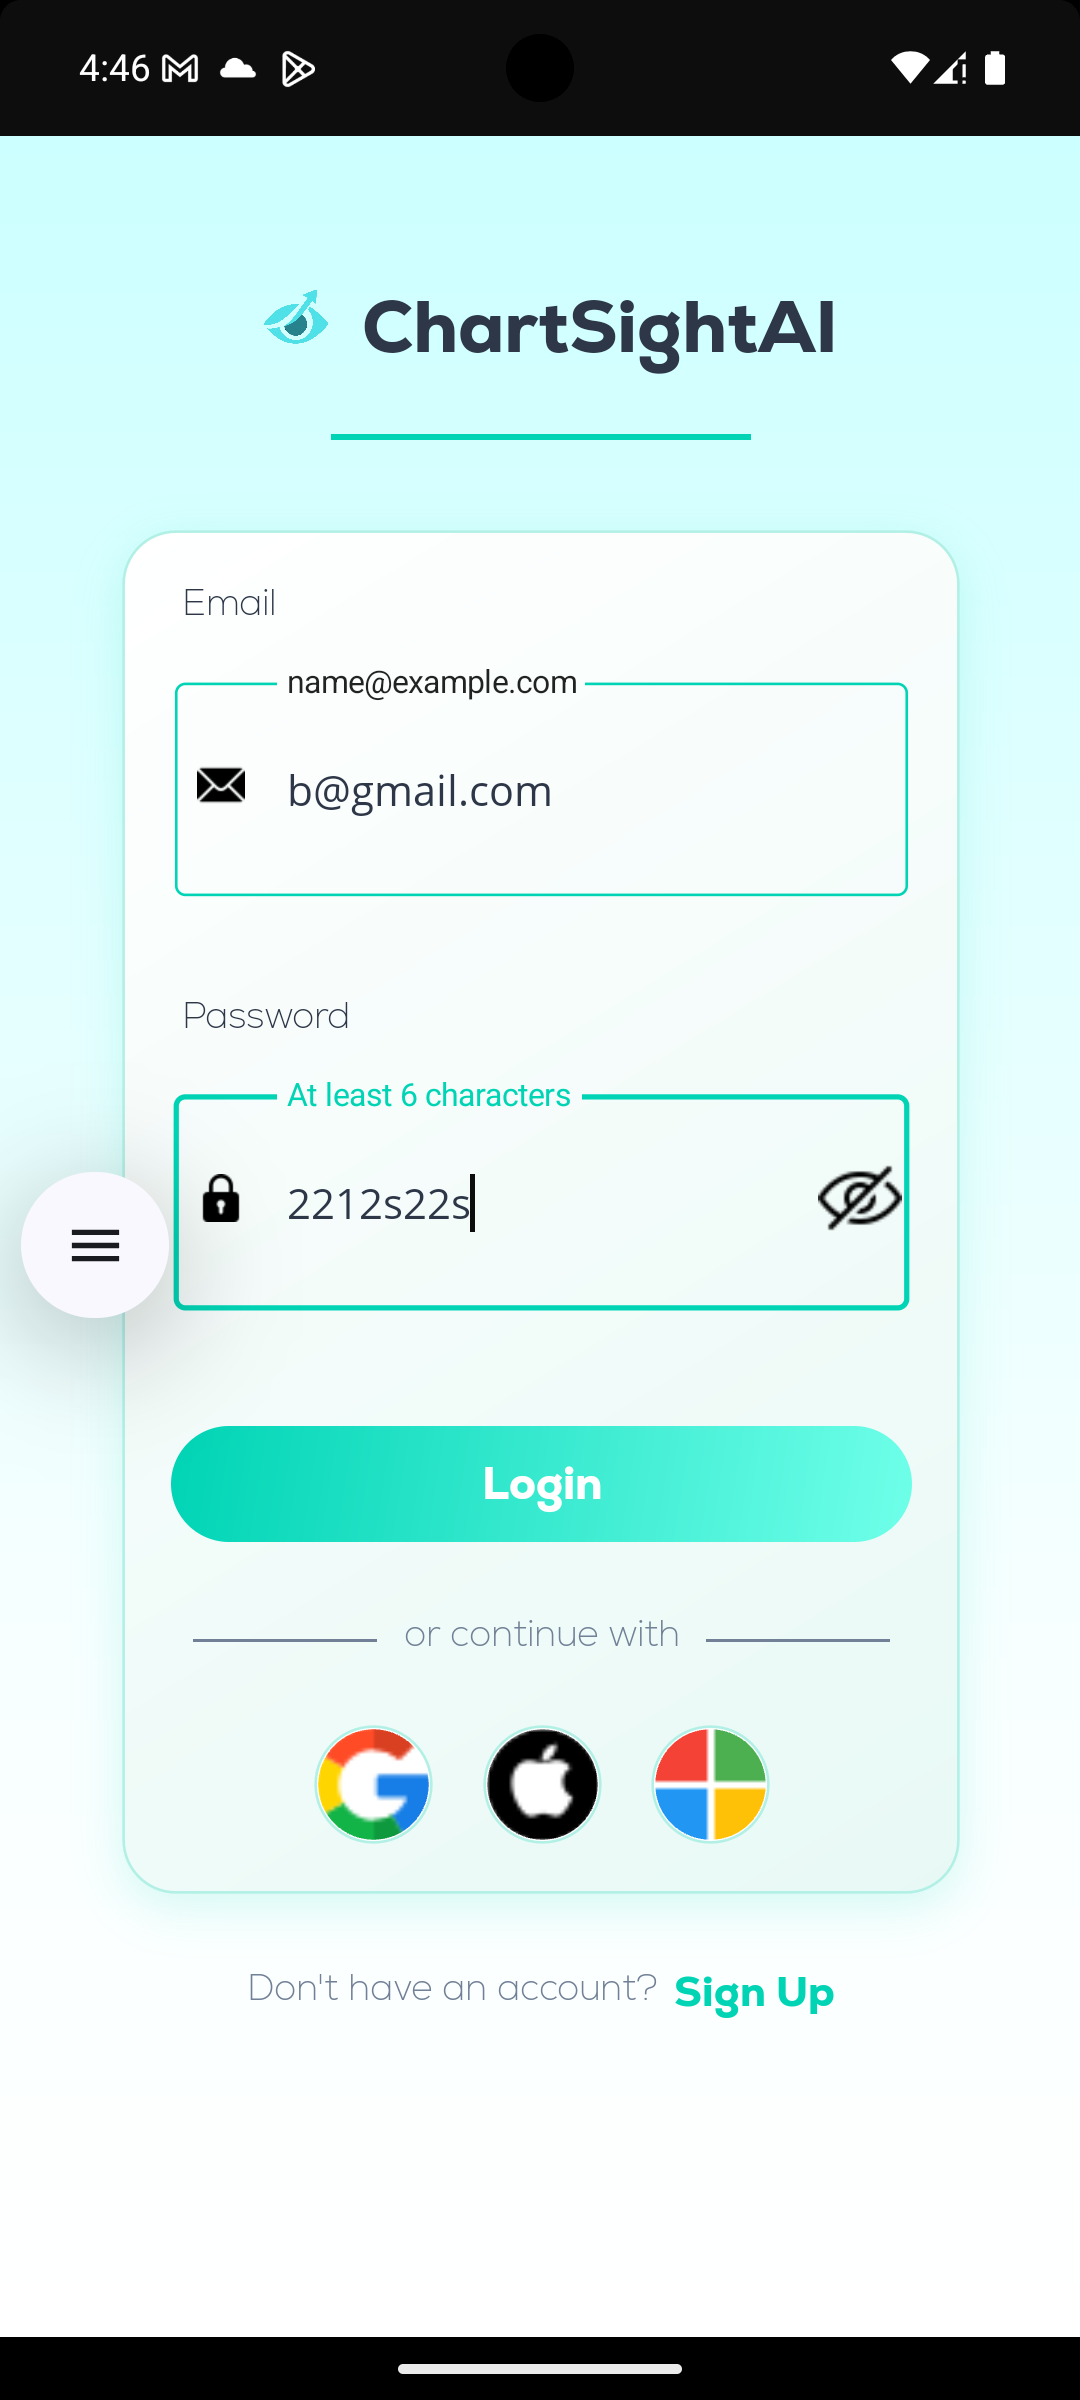 4:46
ChartSightAI
Email
name@example.com
b@gmail.com
Password
At least 6 characters
2212s22s
Login
or continue with
Don't have an account? Sign Up